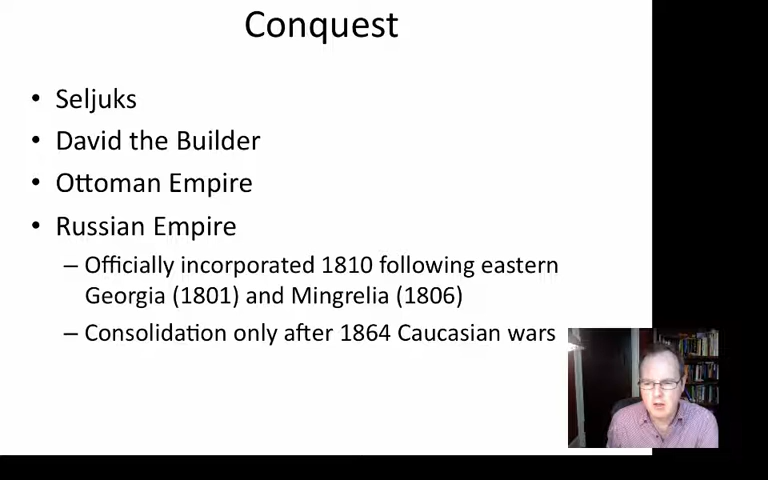 Conquest
• Seljuks
• David the Builder
• Ottoman Empire
• Russian Empire
– Officially incorporated 1810 following eastern
Georgia (1801) and Mingrelia (1806)
– Consolidation only after 1864 Caucasian wars